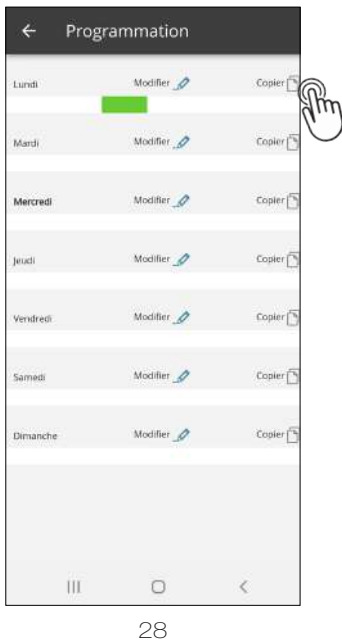 Programmation
Lundi Modifier Copier
Mardi Modifier Copier
Mercredi Modifier Copier
Jeudi Modifier Copier
Vendredi Modifier Copier
Samedi Modifier Copier
Dimanche Modifier Copier
28